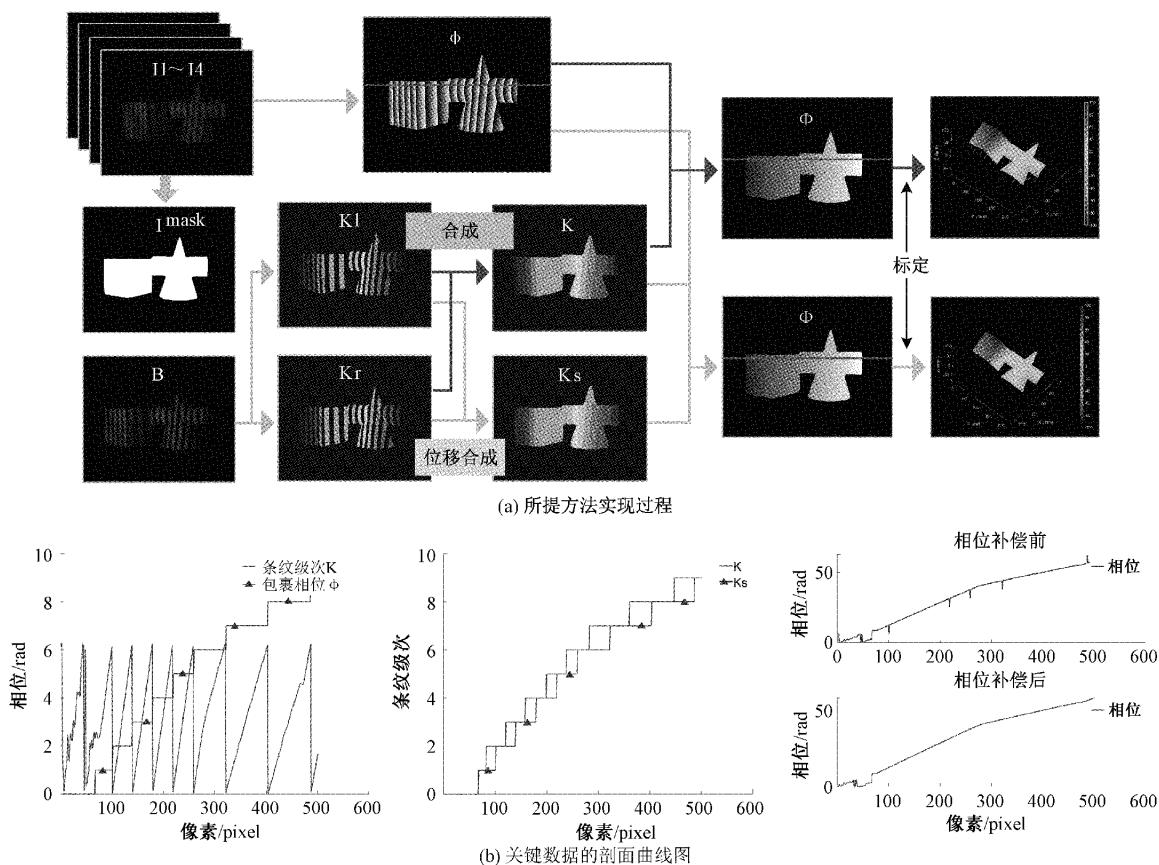 I1～I4
ϕ
Φ
I mask
Kl
合成
K
标定
Φ
B
Kr
Ks
位移合成
(a) 所提方法实现过程
10
8
6
4
2
0
相位/rad
条纹级次K
包裹相位 ϕ
100 200 300 400 500 600
像素/pixel
10
8
6
4
2
0
条纹级次
K
Ks
100 200 300 400 500 600
像素/pixel
相位补偿前
50
0
相位/rad
相位
0 100 200 300 400 500 600
相位补偿后
50
0
相位/rad
相位
0 100 200 300 400 500 600
像素/pixel
(b) 关键数据的剖面曲线图